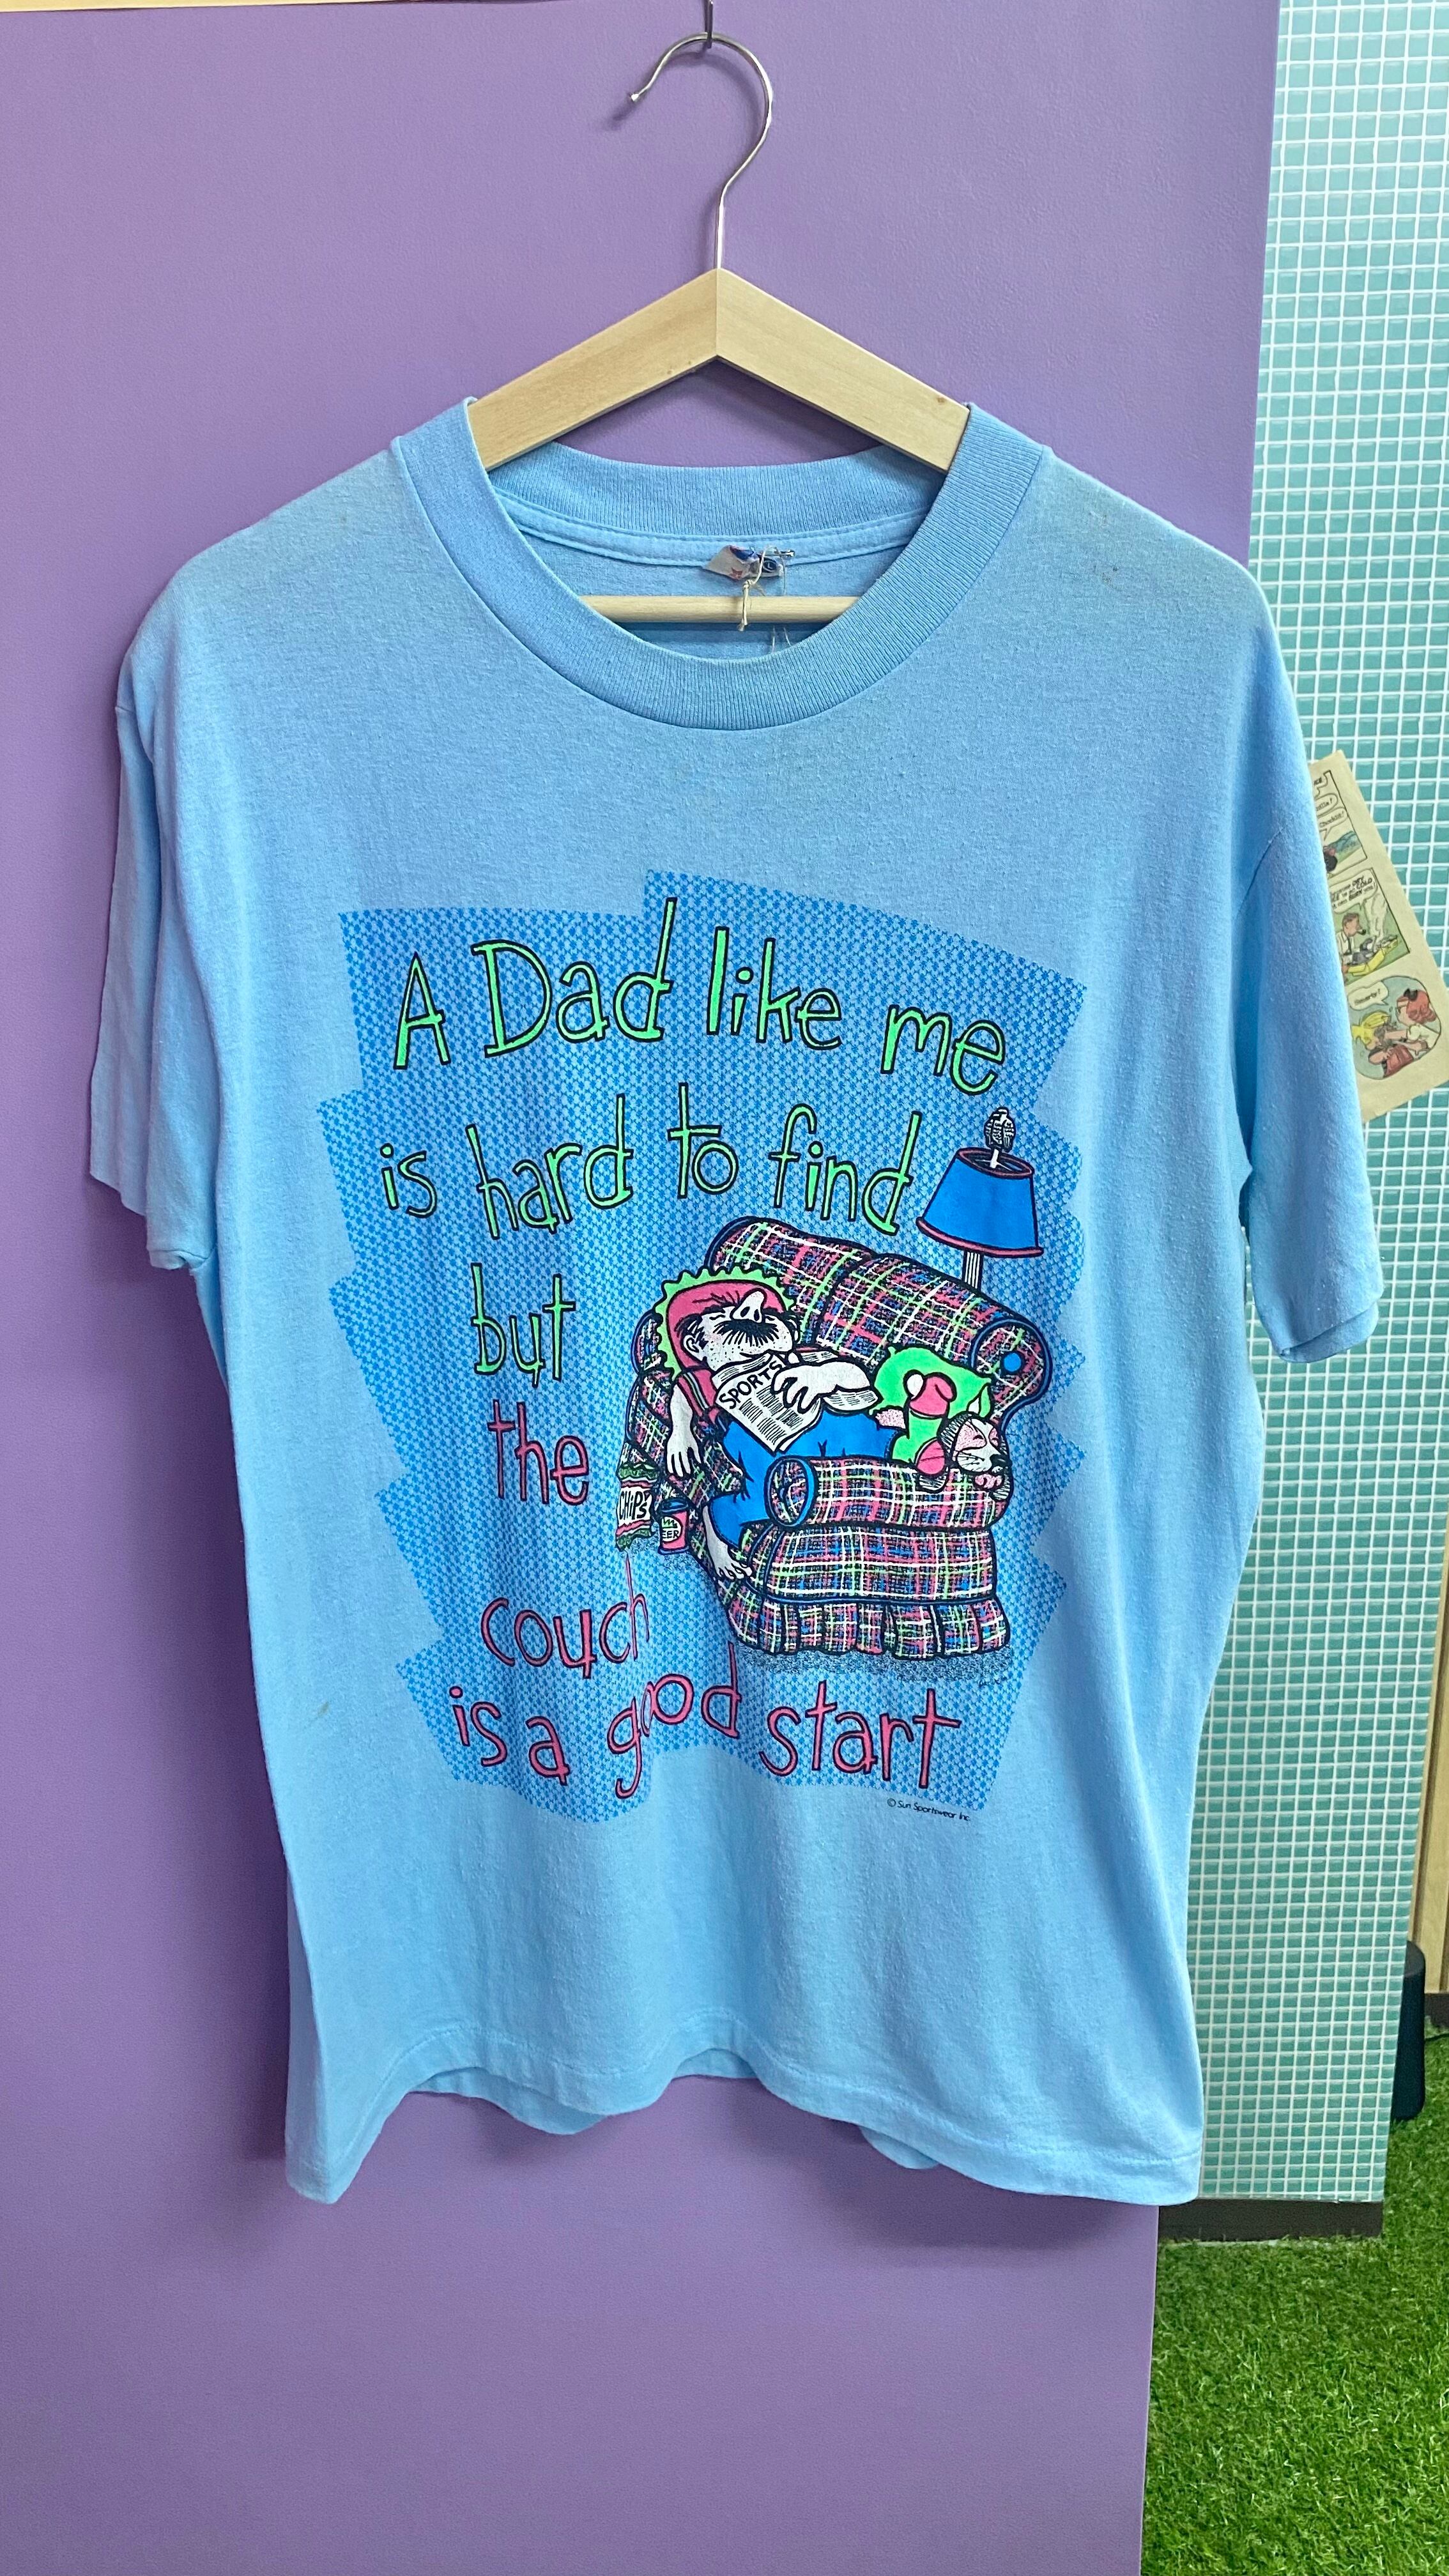 A Dad like me
is hard to find
but
the
couch
is a good start
SPORTS
CHIPS
© Sun Sportswear Inc.